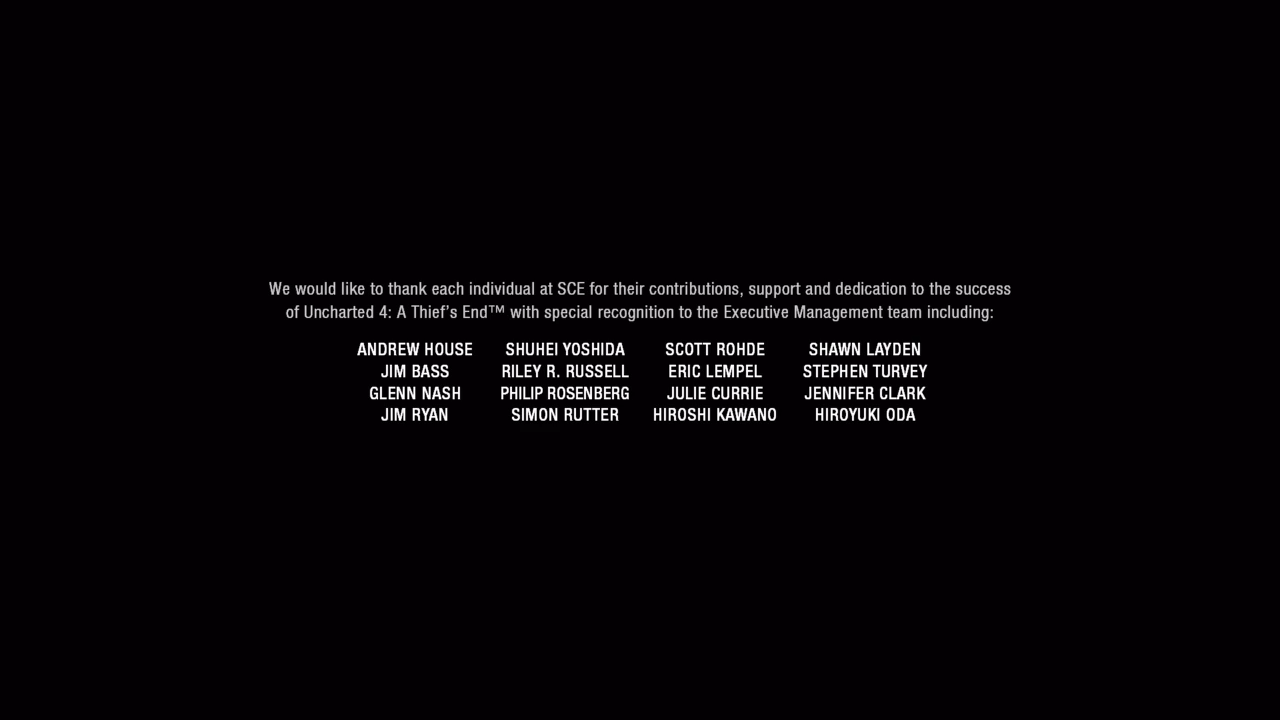 We would like to thank each individual at SCE for their contributions, support and dedication to the success
of Uncharted 4: A Thief's End™ with special recognition to the Executive Management team including:
ANDREW HOUSE SHUHEI YOSHIDA SCOTT ROHDE SHAWN LAYDEN
JIM BASS RILEY R. RUSSELL ERIC LEMPEL STEPHEN TURVEY
GLENN NASH PHILIP ROSENBERG JULIE CURRIE JENNIFER CLARK
JIM RYAN SIMON RUTTER HIROSHI KAWANO HIROYUKI ODA